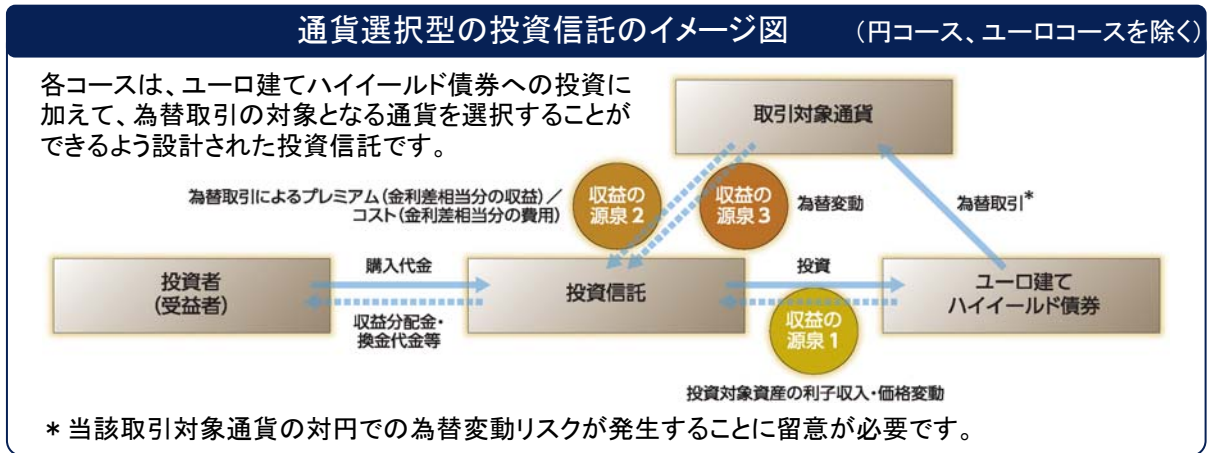 通貨選択型の投資信託のイメージ図 (円コース、ユーロコースを除く)
各コースは、ユーロ建てハイイールド債券への投資に
加えて、為替取引の対象となる通貨を選択することが
できるよう設計された投資信託です。
取引対象通貨
為替取引によるプレミアム(金利差相当分の収益)/
コスト(金利差相当分の費用)
収益の
源泉2
収益の
源泉3
為替変動
為替取引*
投資者
(受益者)
購入代金
収益分配金・
換金代金等
投資信託
投資
収益の
源泉1
ユーロ建て
ハイイールド債券
投資対象資産の利子収入・価格変動
*当該取引対象通貨の対円での為替変動リスクが発生することに留意が必要です。